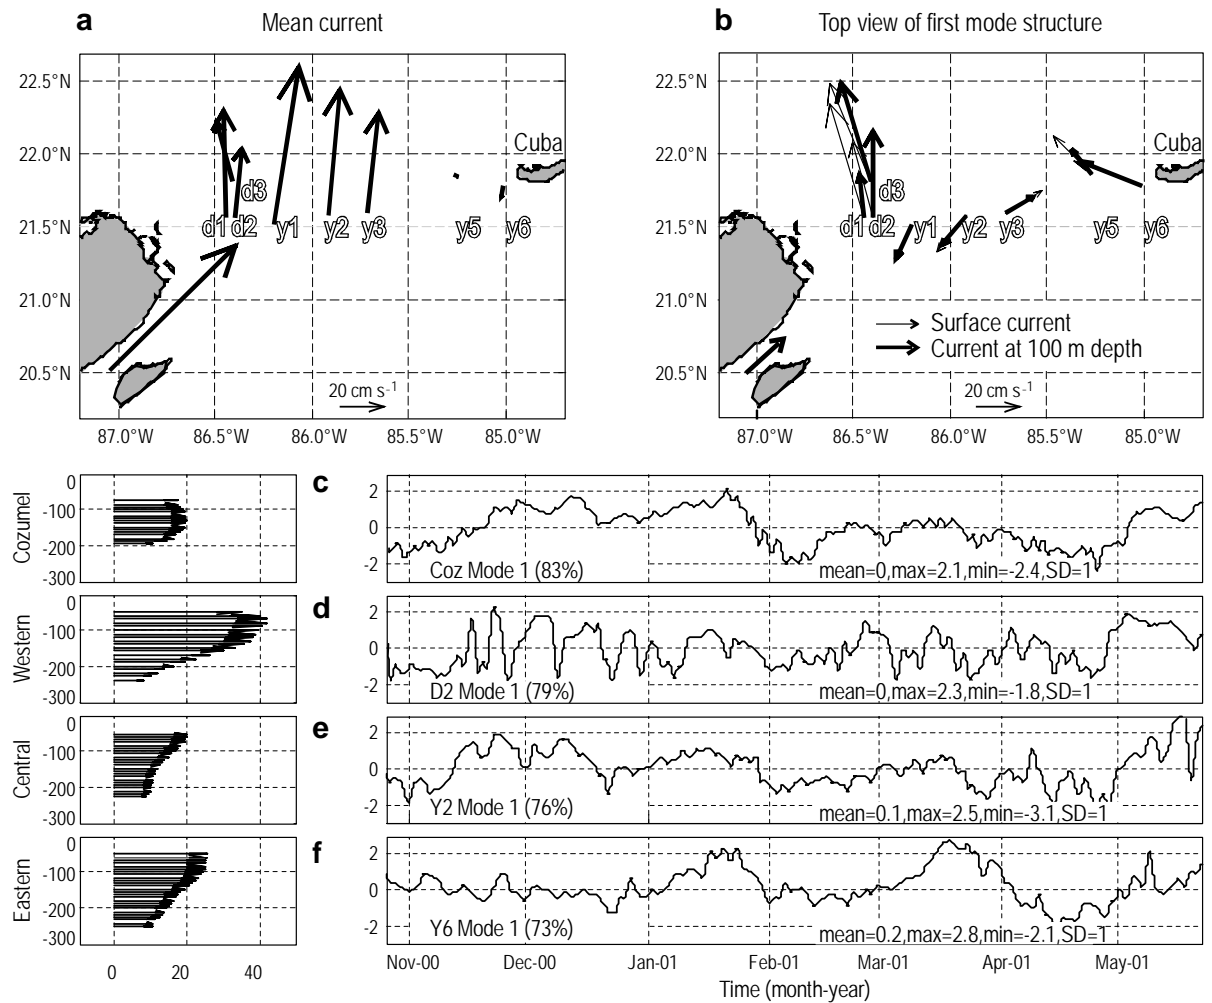 a Mean current
22.5°N
22.0°N
21.5°N
21.0°N
20.5°N
Cuba
d3
d1 d2 y1 y2 y3 y5 y6
20 cm s-1
87.0°W 86.5°W 86.0°W 85.5°W 85.0°W
b Top view of first mode structure
22.5°N
22.0°N
21.5°N
21.0°N
20.5°N
Cuba
d3
d1 d2 y1 y2 y3 y5 y6
Surface current
Current at 100 m depth
20 cm s-1
87.0°W 86.5°W 86.0°W 85.5°W 85.0°W
Cozumel
0
-100
-200
-300
c
2
0
-2
Coz Mode 1 (83%) mean=0,max=2.1,min=-2.4,SD=1
Western
0
-100
-200
-300
d
2
0
-2
D2 Mode 1 (79%) mean=0,max=2.3,min=-1.8,SD=1
Central
0
-100
-200
-300
e
2
0
-2
Y2 Mode 1 (76%) mean=0.1,max=2.5,min=-3.1,SD=1
Eastern
0
-100
-200
-300
f
2
0
-2
Y6 Mode 1 (73%) mean=0.2,max=2.8,min=-2.1,SD=1
0 20 40
Nov-00 Dec-00 Jan-01 Feb-01 Mar-01 Apr-01 May-01
Time (month-year)